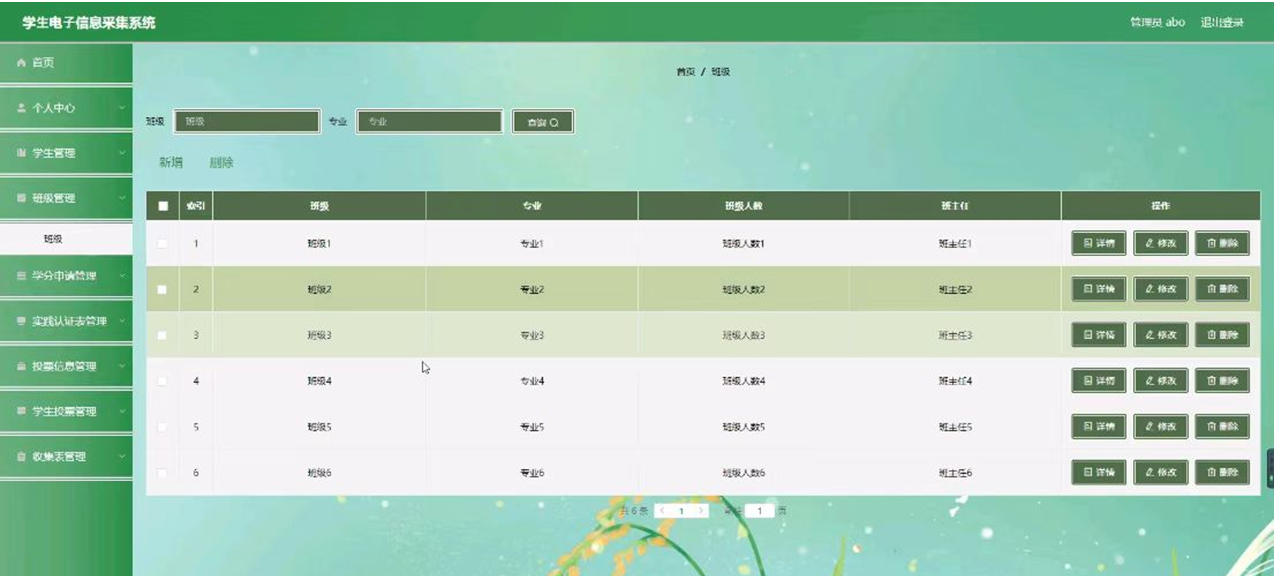 学生电子信息采集系统 管理员 abo 退出登录
首页
个人中心
学生管理
班级管理
班级
学分申请管理
实践认证表管理
投票信息管理
学生投票管理
收集表管理
首页 / 班级
班级 班级 专业 专业 查询
新增 删除
索引 班级 专业 班级人数 班主任 操作
1 班级1 专业1 班级人数1 班主任1 详情 修改 删除
2 班级2 专业2 班级人数2 班主任2 详情 修改 删除
3 班级3 专业3 班级人数3 班主任3 详情 修改 删除
4 班级4 专业4 班级人数4 班主任4 详情 修改 删除
5 班级5 专业5 班级人数5 班主任5 详情 修改 删除
6 班级6 专业6 班级人数6 班主任6 详情 修改 删除
共 6 条 < 1 > 前往 1 页